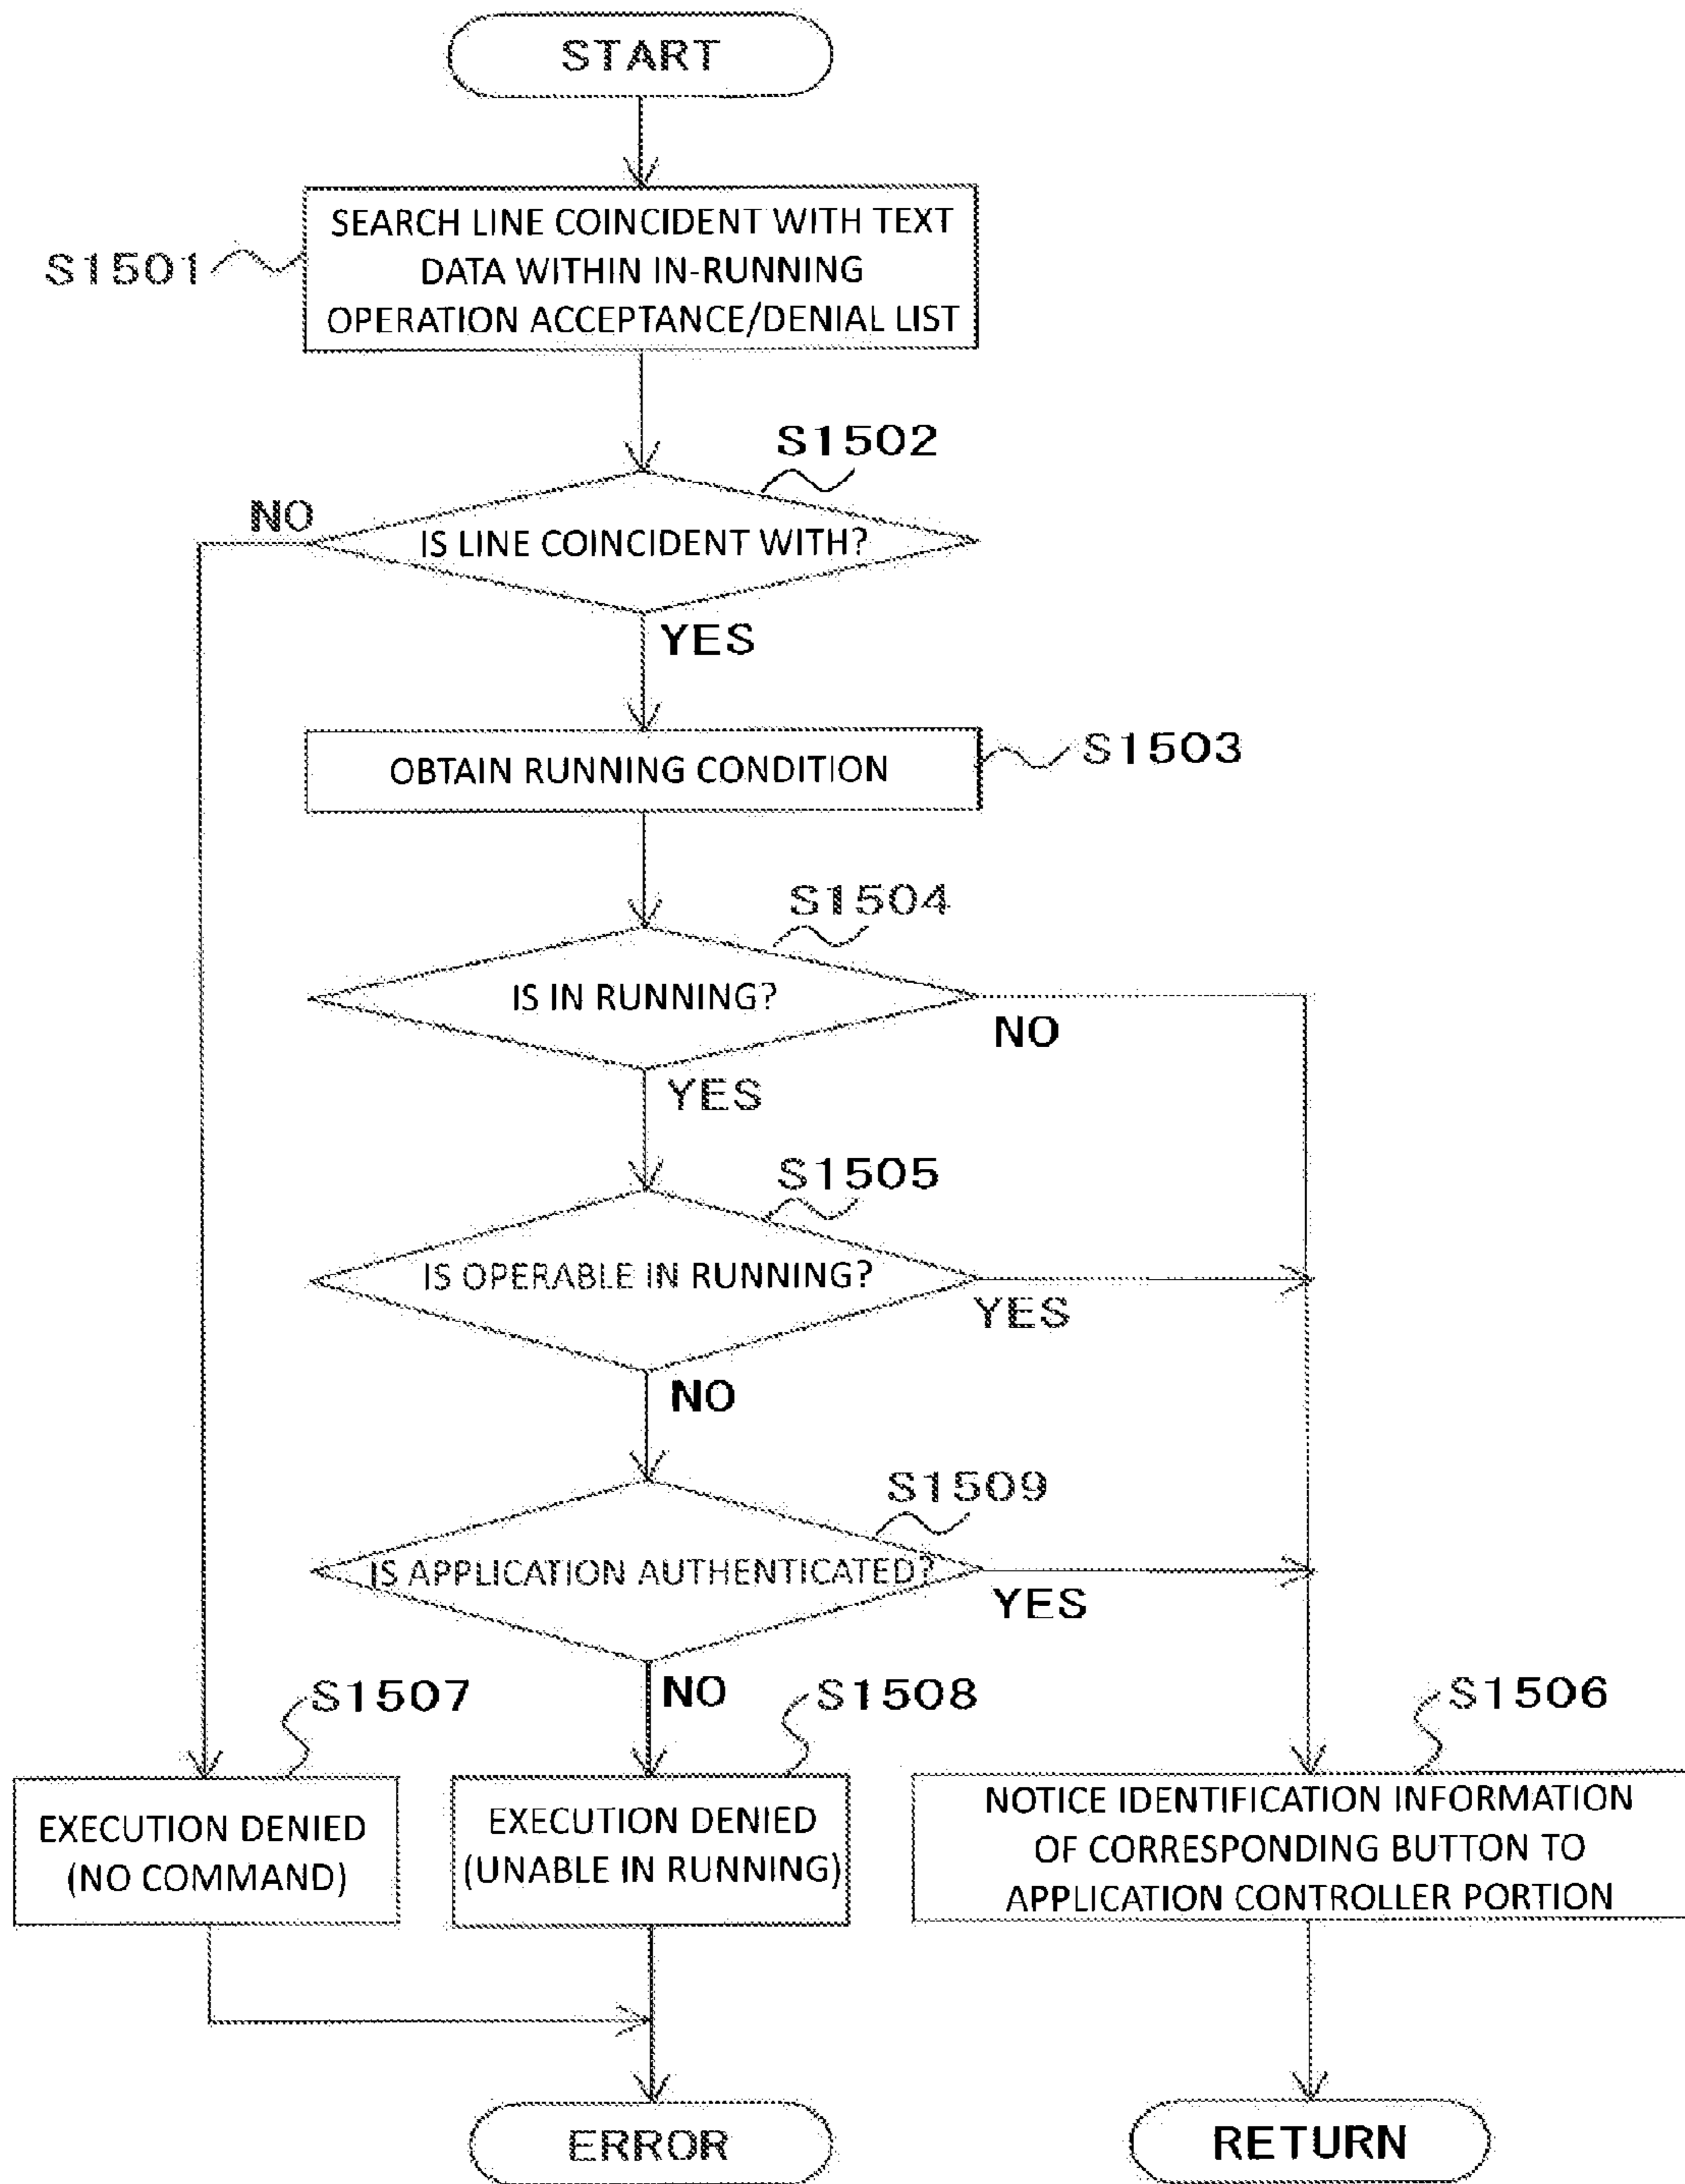 START
S1501
SEARCH LINE COINCIDENT WITH TEXT
DATA WITHIN IN-RUNNING
OPERATION ACCEPTANCE/DENIAL LIST
S1502
NO
IS LINE COINCIDENT WITH?
YES
OBTAIN RUNNING CONDITION
S1503
S1504
IS IN RUNNING?
NO
YES
S1505
IS OPERABLE IN RUNNING?
YES
NO
S1509
IS APPLICATION AUTHENTICATED?
YES
NO
S1507
S1508
S1506
EXECUTION DENIED
(NO COMMAND)
EXECUTION DENIED
(UNABLE IN RUNNING)
NOTICE IDENTIFICATION INFORMATION
OF CORRESPONDING BUTTON TO
APPLICATION CONTROLLER PORTION
ERROR
RETURN